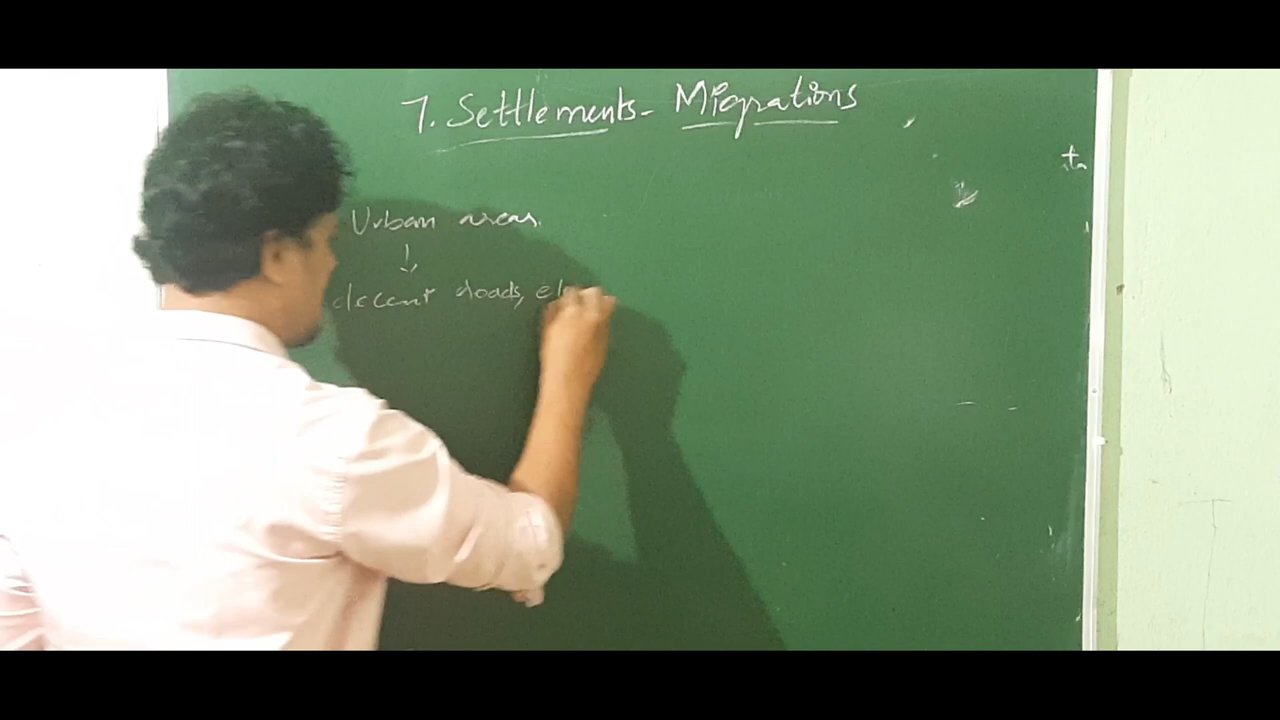 7. Settlements - Migrations
Urban areas.
decent roads,